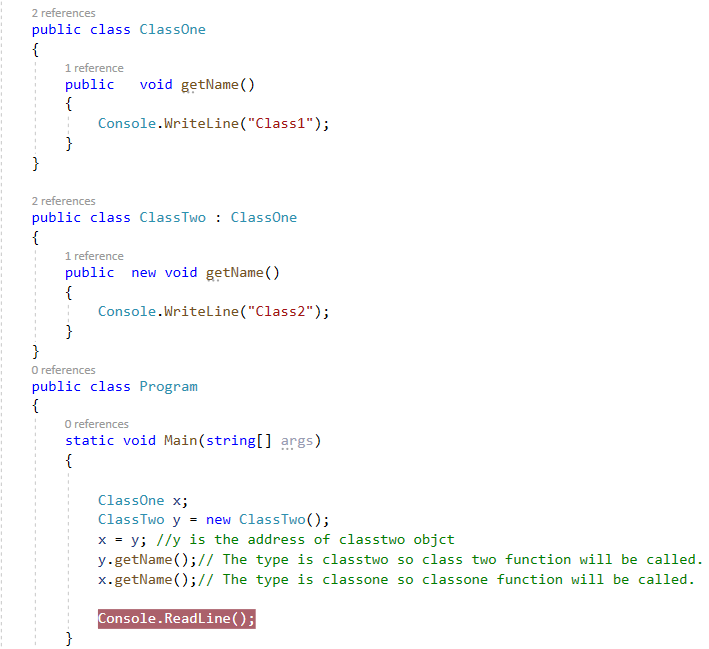 2 references
public class ClassOne
{
1 reference
public   void getName()
{
Console.WriteLine("Class1");
}
}
2 references
public class ClassTwo : ClassOne
{
1 reference
public  new void getName()
{
Console.WriteLine("Class2");
}
}
0 references
public class Program
{
0 references
static void Main(string[] args)
{
ClassOne x;
ClassTwo y = new ClassTwo();
x = y; //y is the address of classtwo objct
y.getName();// The type is classtwo so class two function will be called.
x.getName();// The type is classone so classone function will be called.
Console.ReadLine();
}